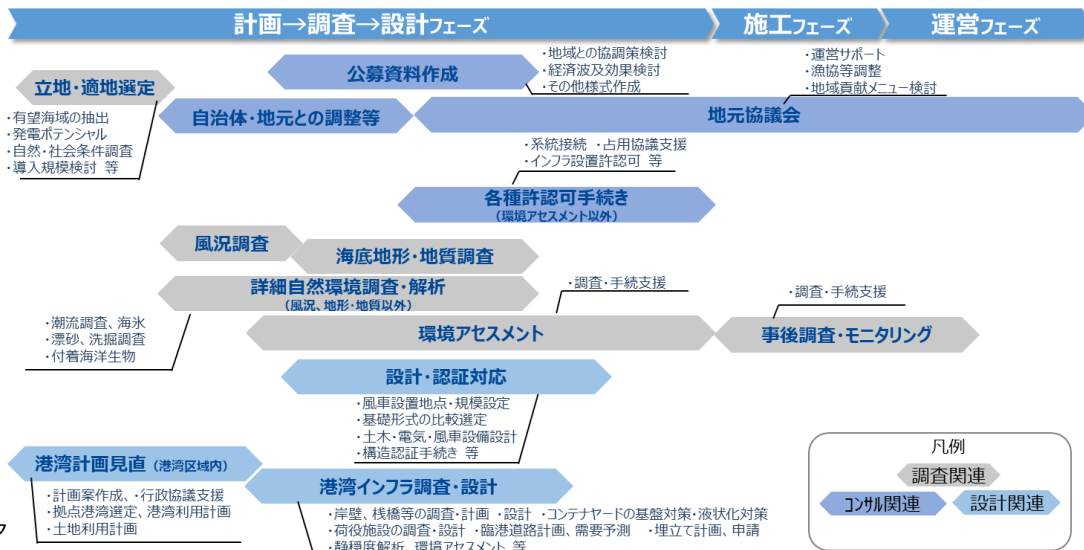 計画→調査→設計フェーズ
施工フェーズ
運営フェーズ
公募資料作成
・地域との協調策検討
・経済波及効果検討
・その他様式作成
・運営サポート
・漁協等調整
・地域貢献メニュー検討
立地・適地選定
・有望海域の抽出
・発電ポテンシャル
・自然・社会条件調査
・導入規模検討 等
自治体・地元との調整等
地元協議会
・系統接続 ・占用協議支援
・インフラ設置許認可 等
各種許認可手続き
(環境アセスメント以外)
風況調査
海底地形・地質調査
詳細自然環境調査・解析
(風況、地形・地質以外)
・潮流調査、海氷
・漂砂、洗掘調査
・付着海洋生物
・調査・手続支援
環境アセスメント
・調査・手続支援
事後調査・モニタリング
設計・認証対応
・風車設置地点・規模設定
・基礎形式の比較選定
・土木・電気・風車設備設計
・構造認証手続き 等
港湾計画見直 (港湾区域内)
・計画案作成、・行政協議支援
・拠点港湾選定、港湾利用計画
・土地利用計画
港湾インフラ調査・設計
・岸壁、桟橋等の調査・計画・設計 ・コンテナヤードの基盤対策・液状化対策
・荷役施設の調査・設計 ・臨港道路計画、需要予測 ・埋立て計画、申請
・静穏度解析、環境アセスメント 等
凡例
調査関連
コンサル関連
設計関連